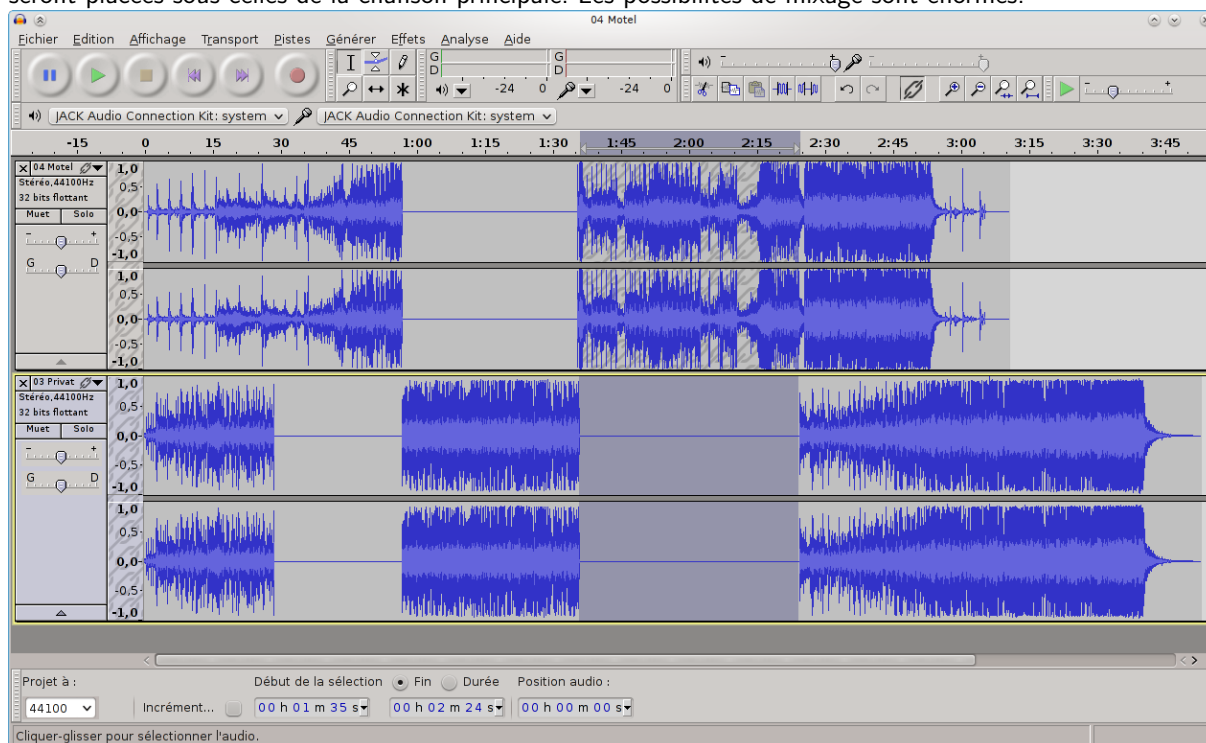 seront placées sous celles de la chanson principale. Les possibilités de mixage sont énormes.
04 Motel
Fichier Edition Affichage Transport Pistes Générer Effets Analyse Aide
G G
D D
-24 0 -24 0
JACK Audio Connection Kit: system JACK Audio Connection Kit: system
-15 0 15 30 45 1:00 1:15 1:30 1:45 2:00 2:15 2:30 2:45 3:00 3:15 3:30 3:45
04 Motel
Stéréo,44100Hz
32 bits flottant
Muet Solo
- +
G D
1,0
0,5
0,0
-0,5
-1,0
1,0
0,5
0,0
-0,5
-1,0
03 Privat
Stéréo,44100Hz
32 bits flottant
Muet Solo
- +
G D
1,0
0,5
0,0
-0,5
-1,0
1,0
0,5
0,0
-0,5
-1,0
Projet à : Début de la sélection Fin Durée Position audio :
44100 Incrément... 00 h 01 m 35 s 00 h 02 m 24 s 00 h 00 m 00 s
Cliquer-glisser pour sélectionner l'audio.